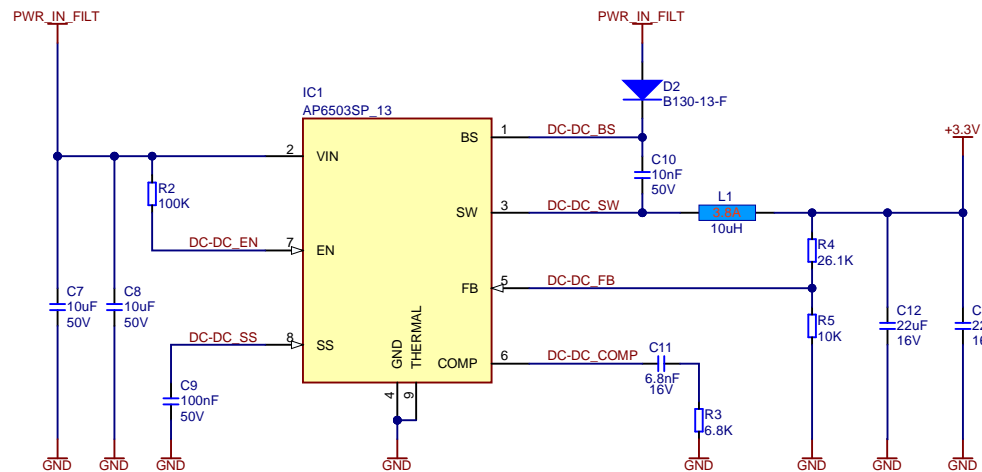 PWR_IN_FILT
PWR_IN_FILT
IC1
AP6503SP_13
D2
B130-13-F
BS
1
DC-DC_BS
+3.3V
2
VIN
C10
10nF
50V
R2
100K
SW
3
DC-DC_SW
L1
3.8A
10uH
DC-DC_EN
7
EN
R4
26.1K
FB
5
DC-DC_FB
C7
10uF
50V
C8
10uF
50V
R5
10K
C12
22uF
16V
DC-DC_SS
8
SS
GND
THERMAL
COMP
6
DC-DC_COMP
C11
6.8nF
16V
C9
100nF
50V
4
9
R3
6.8K
GND
GND
GND
GND
GND
GND
GND
GND